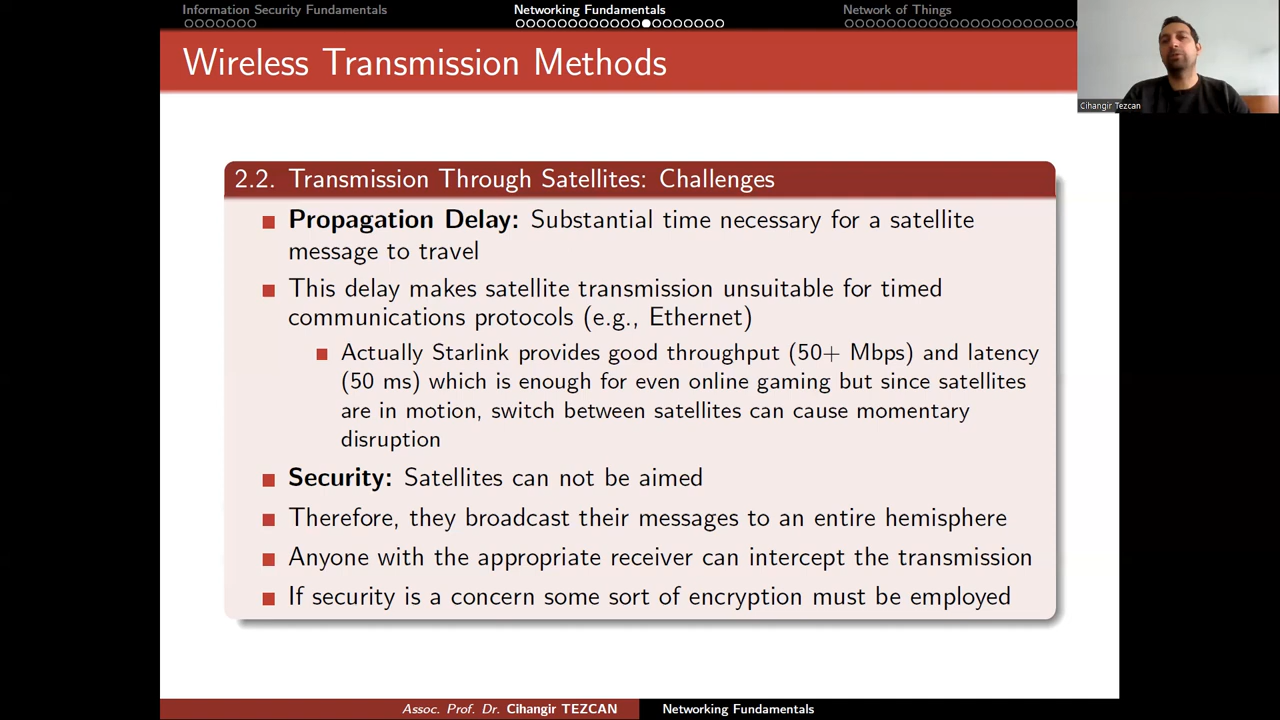 Information Security Fundamentals
Networking Fundamentals
Network of Things
Wireless Transmission Methods
Cihangir Tezcan
2.2. Transmission Through Satellites: Challenges
Propagation Delay: Substantial time necessary for a satellite
message to travel
This delay makes satellite transmission unsuitable for timed
communications protocols (e.g., Ethernet)
Actually Starlink provides good throughput (50+ Mbps) and latency
(50 ms) which is enough for even online gaming but since satellites
are in motion, switch between satellites can cause momentary
disruption
Security: Satellites can not be aimed
Therefore, they broadcast their messages to an entire hemisphere
Anyone with the appropriate receiver can intercept the transmission
If security is a concern some sort of encryption must be employed
Assoc. Prof. Dr. Cihangir TEZCAN
Networking Fundamentals